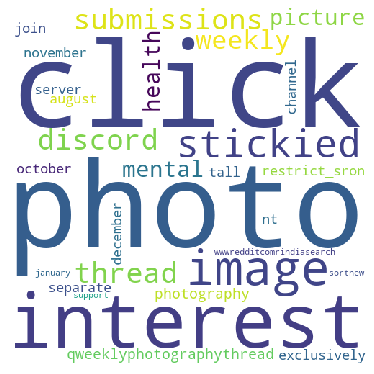 submissions picture
join weekly
november health
click
server channel
august
discord stickied
october mental tall restrict_sron
photo
december nt
wwwredditcomrindiasearch
january thread image sortnew
separate photography
support
interest
qweeklyphotographythread exclusively